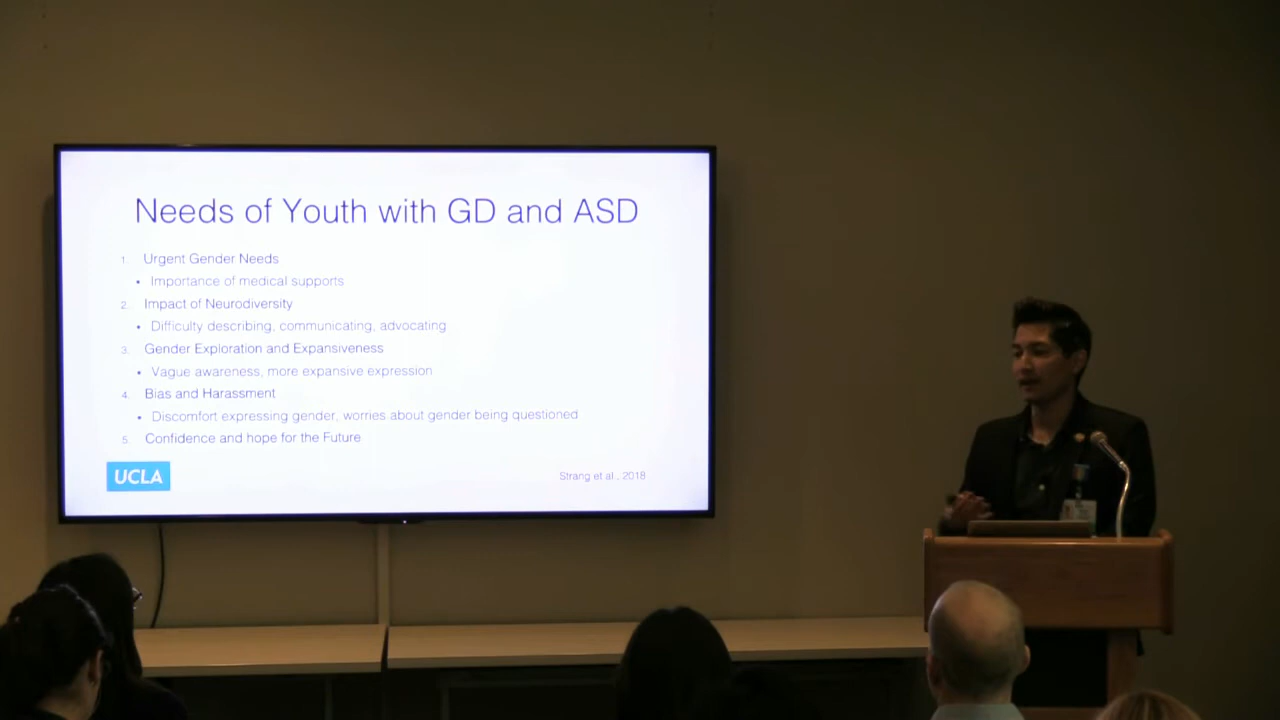 Needs of Youth with GD and ASD
1. Urgent Gender Needs
• Importance of medical supports
2. Impact of Neurodiversity
• Difficulty describing, communicating, advocating
3. Gender Exploration and Expansiveness
• Vague awareness, more expansive expression
4. Bias and Harassment
• Discomfort expressing gender, worries about gender being questioned
5. Confidence and hope for the Future
UCLA
Strang et al., 2018